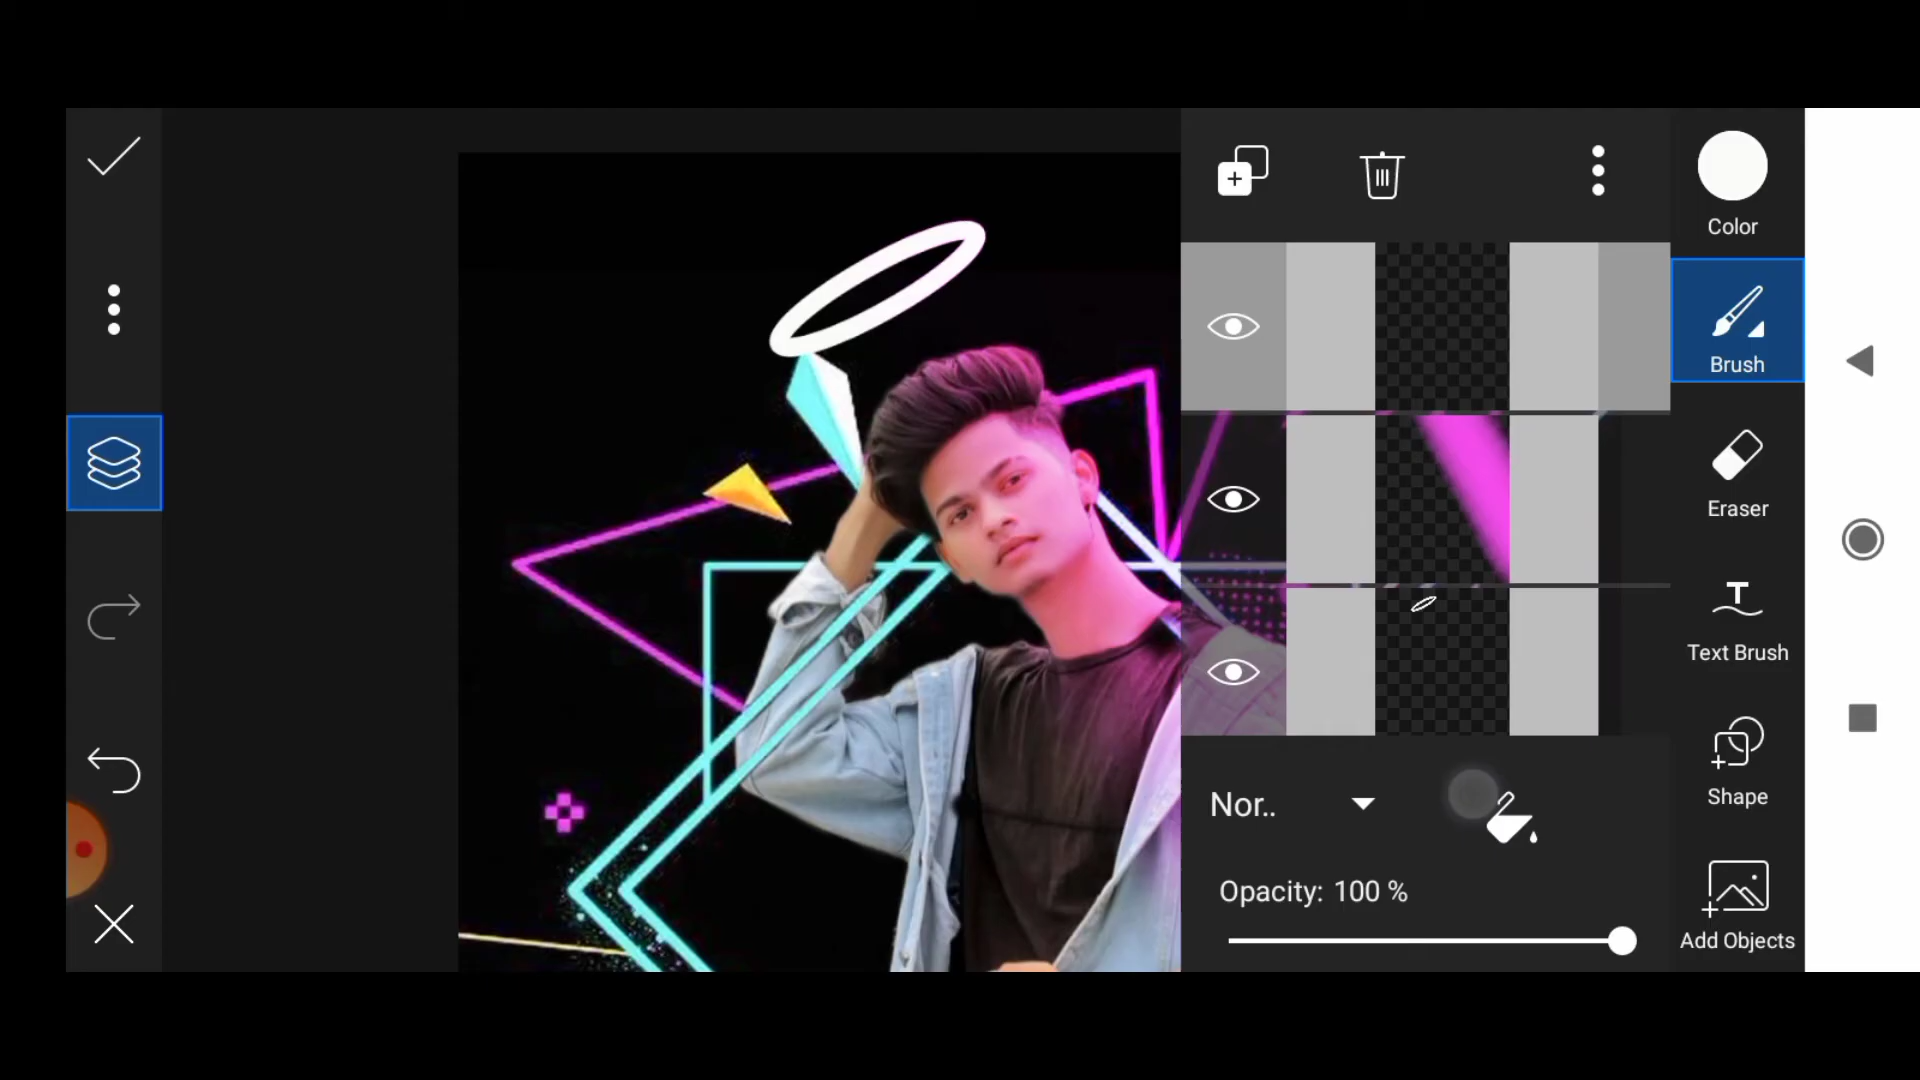 Color
Brush
Eraser
T
Text Brush
Shape
Nor..
Opacity: 100 %
Add Objects